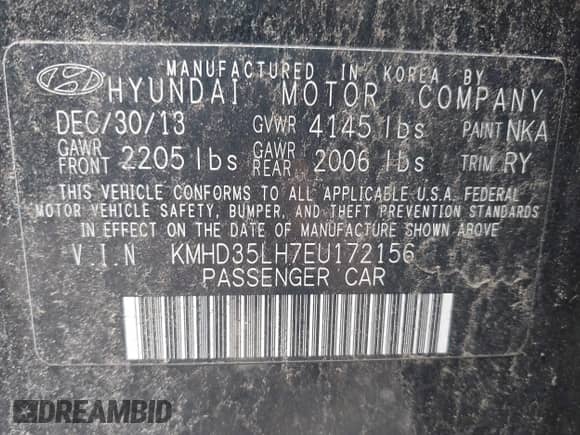 MANUFACTURED IN KOREA BY
HYUNDAI MOTOR COMPANY
DEC/30/13 GVWR 4145 lbs PAINT NKA
GAWR FRONT 2205 lbs GAWR REAR 2006 lbs TRIM RY
THIS VEHICLE CONFORMS TO ALL APPLICABLE U.S.A. FEDERAL
MOTOR VEHICLE SAFETY, BUMPER, AND THEFT PREVENTION STANDARDS
IN EFFECT ON THE DATE OF MANUFACTURE SHOWN ABOVE.
VIN KMHD35LH7EU172156
PASSENGER CAR
DREAMBID